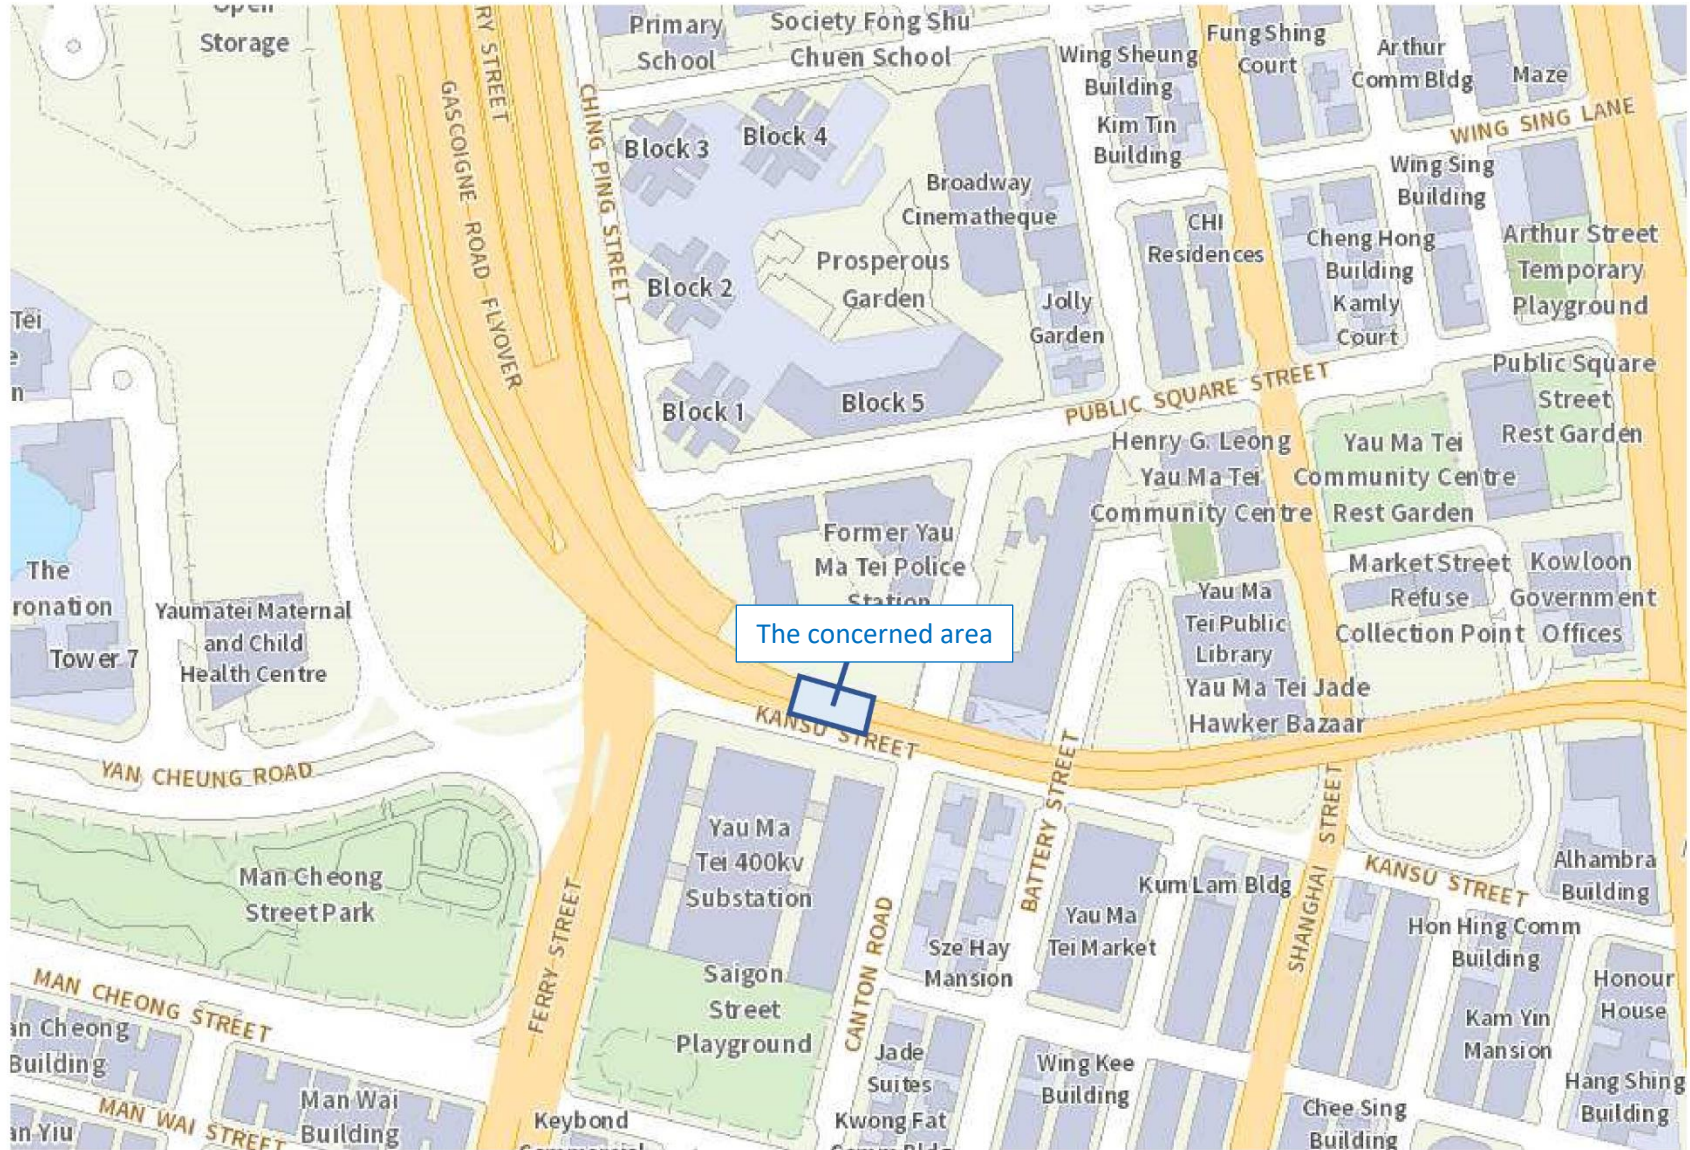 Open
Storage
RY STREET
GASCOIGNE ROAD FLYOVER
CHING PING STREET
Primary
School
Society Fong Shu
Chuen School
Wing Sheung
Building
Kim Tin
Building
Fung Shing
Court
Arthur
Comm Bldg
Maze
WING SING LANE
Wing Sing
Building
Block 3
Block 4
Broadway
Cinematheque
CHI
Residences
Cheng Hong
Building
Kamly
Court
Arthur Street
Temporary
Playground
Prosperous
Garden
Block 2
Jolly
Garden
Tei
e
n
Block 1
Block 5
PUBLIC SQUARE STREET
Public Square
Street
Rest Garden
Henry G. Leong
Yau Ma Tei
Community Centre
Yau Ma Tei
Community Centre
Rest Garden
Former Yau
Ma Tei Police
Station
Market Street
Refuse
Collection Point
Kowloon
Government
Offices
The
ronation
Tower 7
Yaumatei Maternal
and Child
Health Centre
The concerned area
Yau Ma
Tei Public
Library
Yau Ma Tei Jade
Hawker Bazaar
KANSU STREET
YAN CHEUNG ROAD
BATTERY STREET
SHANGHAI STREET
Yau Ma
Tei 400kv
Substation
Man Cheong
Street Park
Kum Lam Bldg
KANSU STREET
Alhambra
Building
FERRY STREET
CANTON ROAD
Sze Hay
Mansion
Yau Ma
Tei Market
Hon Hing Comm
Building
Honour
House
MAN CHEONG STREET
Saigon
Street
Playground
an Cheong
Building
Jade
Suites
Wing Kee
Building
Kam Yin
Mansion
Hang Shing
Building
MAN WAI STREET
Man Wai
Building
an Yiu
Keybond
Commercial
Kwong Fat
Comm Bldg
Chee Sing
Building